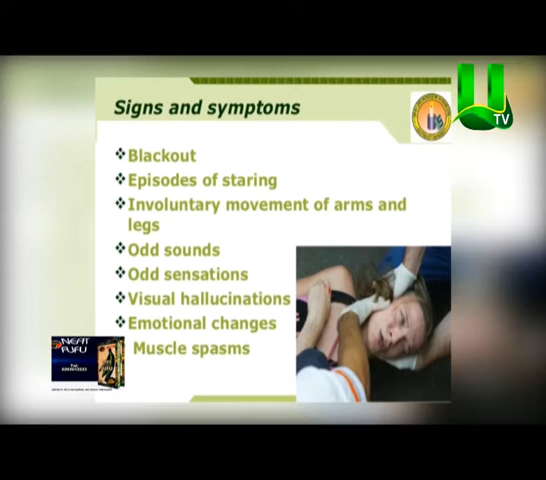 Signs and symptoms
U
TV
❖Blackout
❖Episodes of staring
❖Involuntary movement of arms and
legs
❖Odd sounds
❖Odd sensations
❖Visual hallucinations
❖Emotional changes
Muscle spasms
NEAT
FUFU